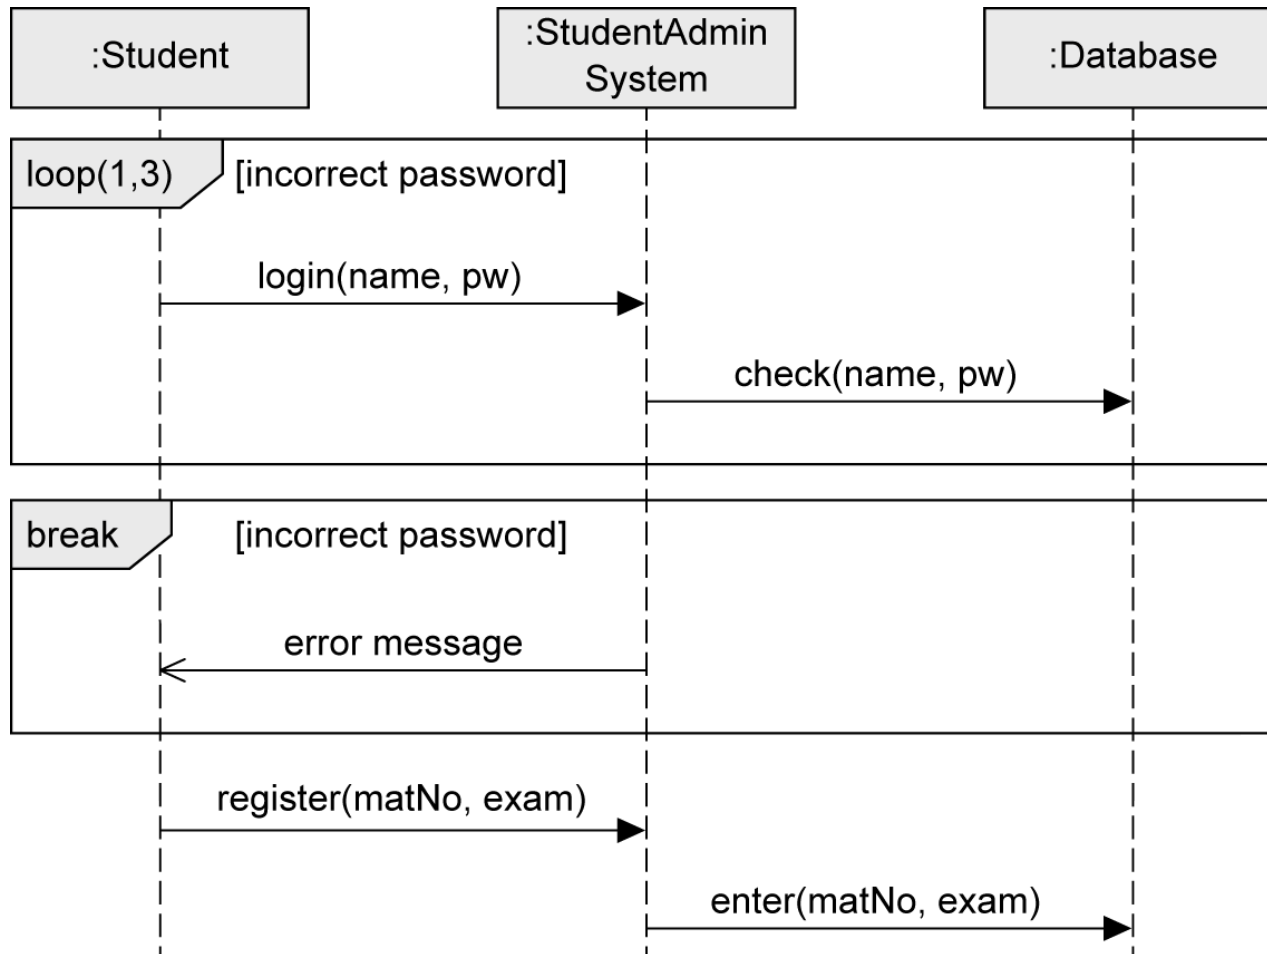 :Student
:StudentAdmin
System
:Database
loop(1,3) [incorrect password]
login(name, pw)
check(name, pw)
break [incorrect password]
error message
register(matNo, exam)
enter(matNo, exam)